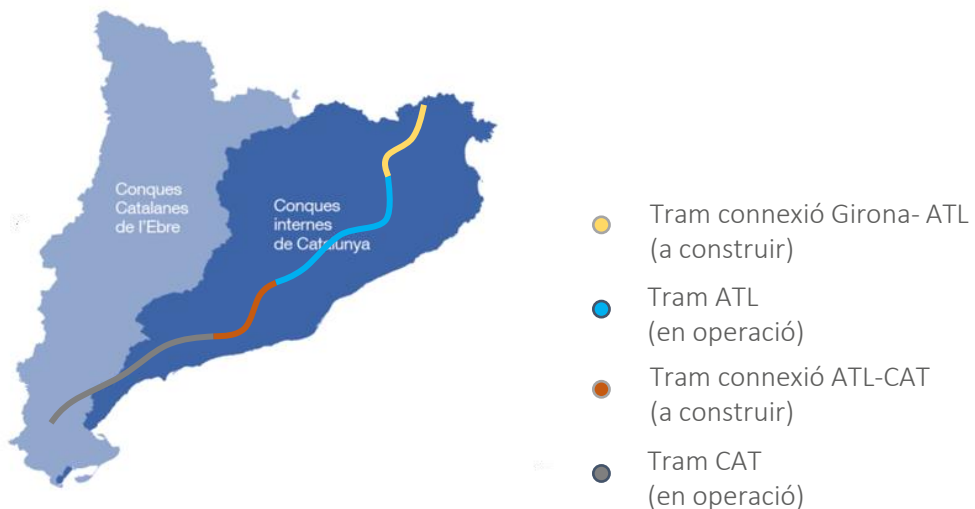 Conques
Catalanes
de l'Ebre
Conques
internes
de Catalunya
Tram connexió Girona- ATL
(a construir)
Tram ATL
(en operació)
Tram connexió ATL-CAT
(a construir)
Tram CAT
(en operació)